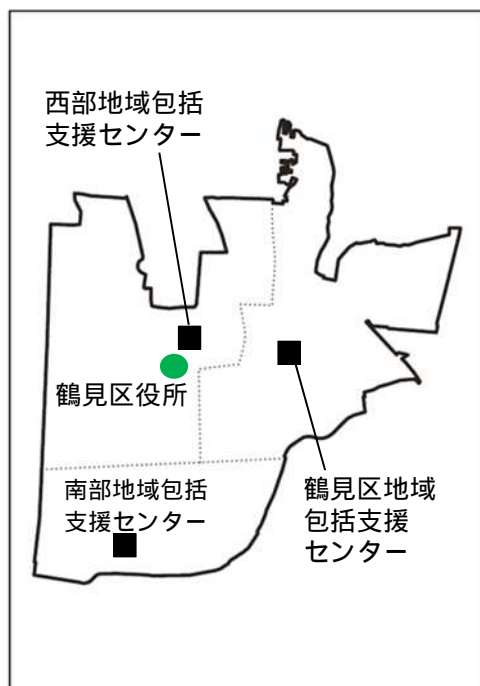 西部地域包括
支援センター
鶴見区役所
南部地域包括
支援センター
鶴見区地域
包括支援
センター